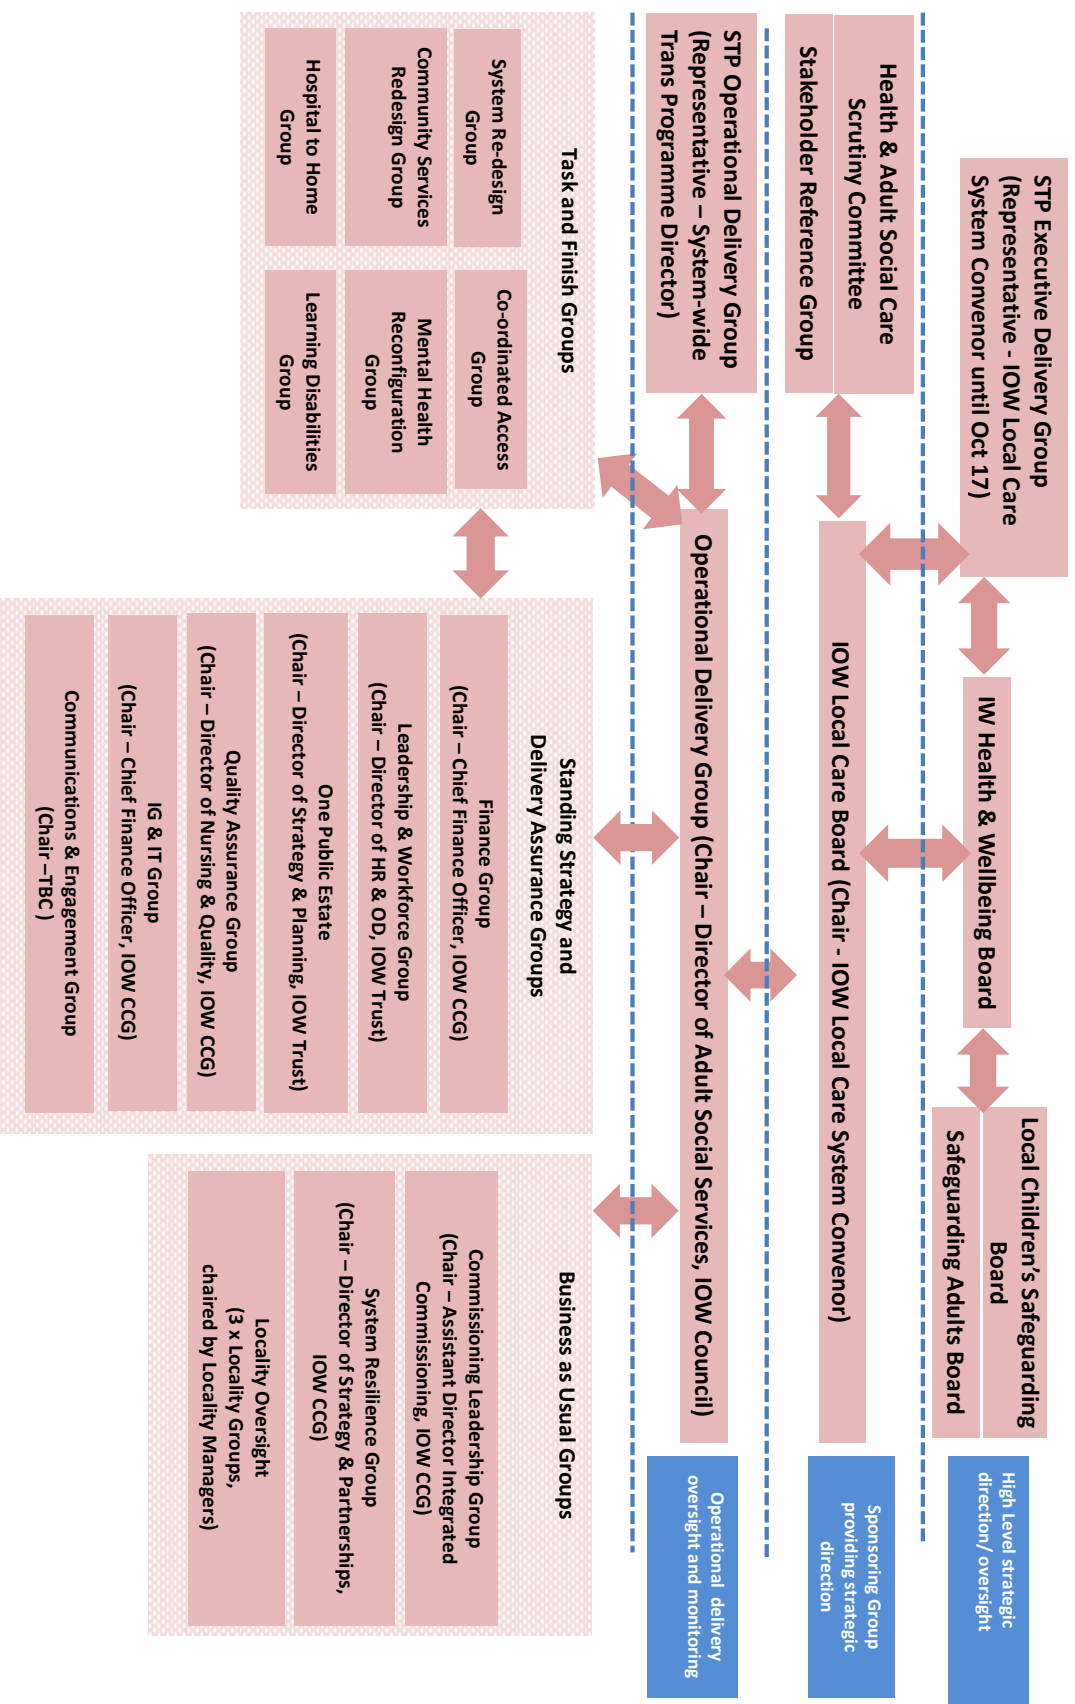 STP Executive Delivery Group
(Representative - IOW Local Care
System Convenor until Oct 17)
IW Health & Wellbeing Board
Local Children’s Safeguarding
Board
Safeguarding Adults Board
High Level strategic
direction/ oversight
Health & Adult Social Care
Scrutiny Committee
Stakeholder Reference Group
IOW Local Care Board (Chair - IOW Local Care System Convenor)
Sponsoring Group
providing strategic
direction
STP Operational Delivery Group
(Representative – System-wide
Trans Programme Director)
Operational Delivery Group (Chair – Director of Adult Social Services, IOW Council)
Operational delivery
oversight and monitoring
Task and Finish Groups
System Re-design
Group
Co-ordinated Access
Group
Community Services
Redesign Group
Mental Health
Reconfiguration
Group
Hospital to Home
Group
Learning Disabilities
Group
Standing Strategy and
Delivery Assurance Groups
Finance Group
(Chair – Chief Finance Officer, IOW CCG)
Leadership & Workforce Group
(Chair – Director of HR & OD, IOW Trust)
One Public Estate
(Chair – Director of Strategy & Planning, IOW Trust)
Quality Assurance Group
(Chair – Director of Nursing & Quality, IOW CCG)
IG & IT Group
(Chair – Chief Finance Officer, IOW CCG)
Communications & Engagement Group
(Chair –TBC )
Business as Usual Groups
Commissioning Leadership Group
(Chair – Assistant Director Integrated
Commissioning, IOW CCG)
System Resilience Group
(Chair – Director of Strategy & Partnerships,
IOW CCG)
Locality Oversight
(3 x Locality Groups,
chaired by Locality Managers)